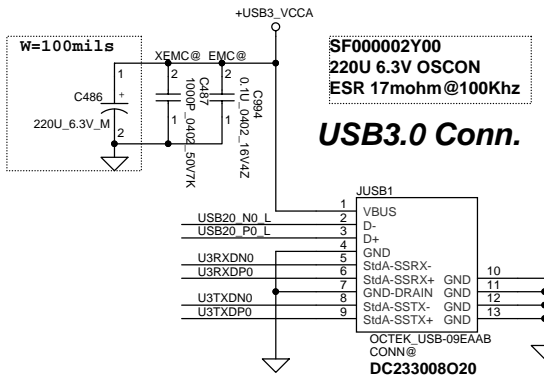 +USB3_VCCA
W=100mils
XEMC@
EMC@
SF000002Y00
220U 6.3V OSCON
ESR 17mohm@100Khz
1
2
2
C486
+
C487
1000P_0402_50V7K
C994
0.1U_0402_16V4Z
220U_6.3V_M
2
1
1
USB3.0 Conn.
JUSB1
1
VBUS
USB20_N0_L
2
D-
USB20_P0_L
3
D+
4
GND
U3RXDN0
5
StdA-SSRX-
U3RXDP0
6
StdA-SSRX+
GND
10
7
GND-DRAIN
GND
11
U3TXDN0
8
StdA-SSTX-
GND
12
U3TXDP0
9
StdA-SSTX+
GND
13
OCTEK_USB-09EAAB
CONN@
DC233008O20